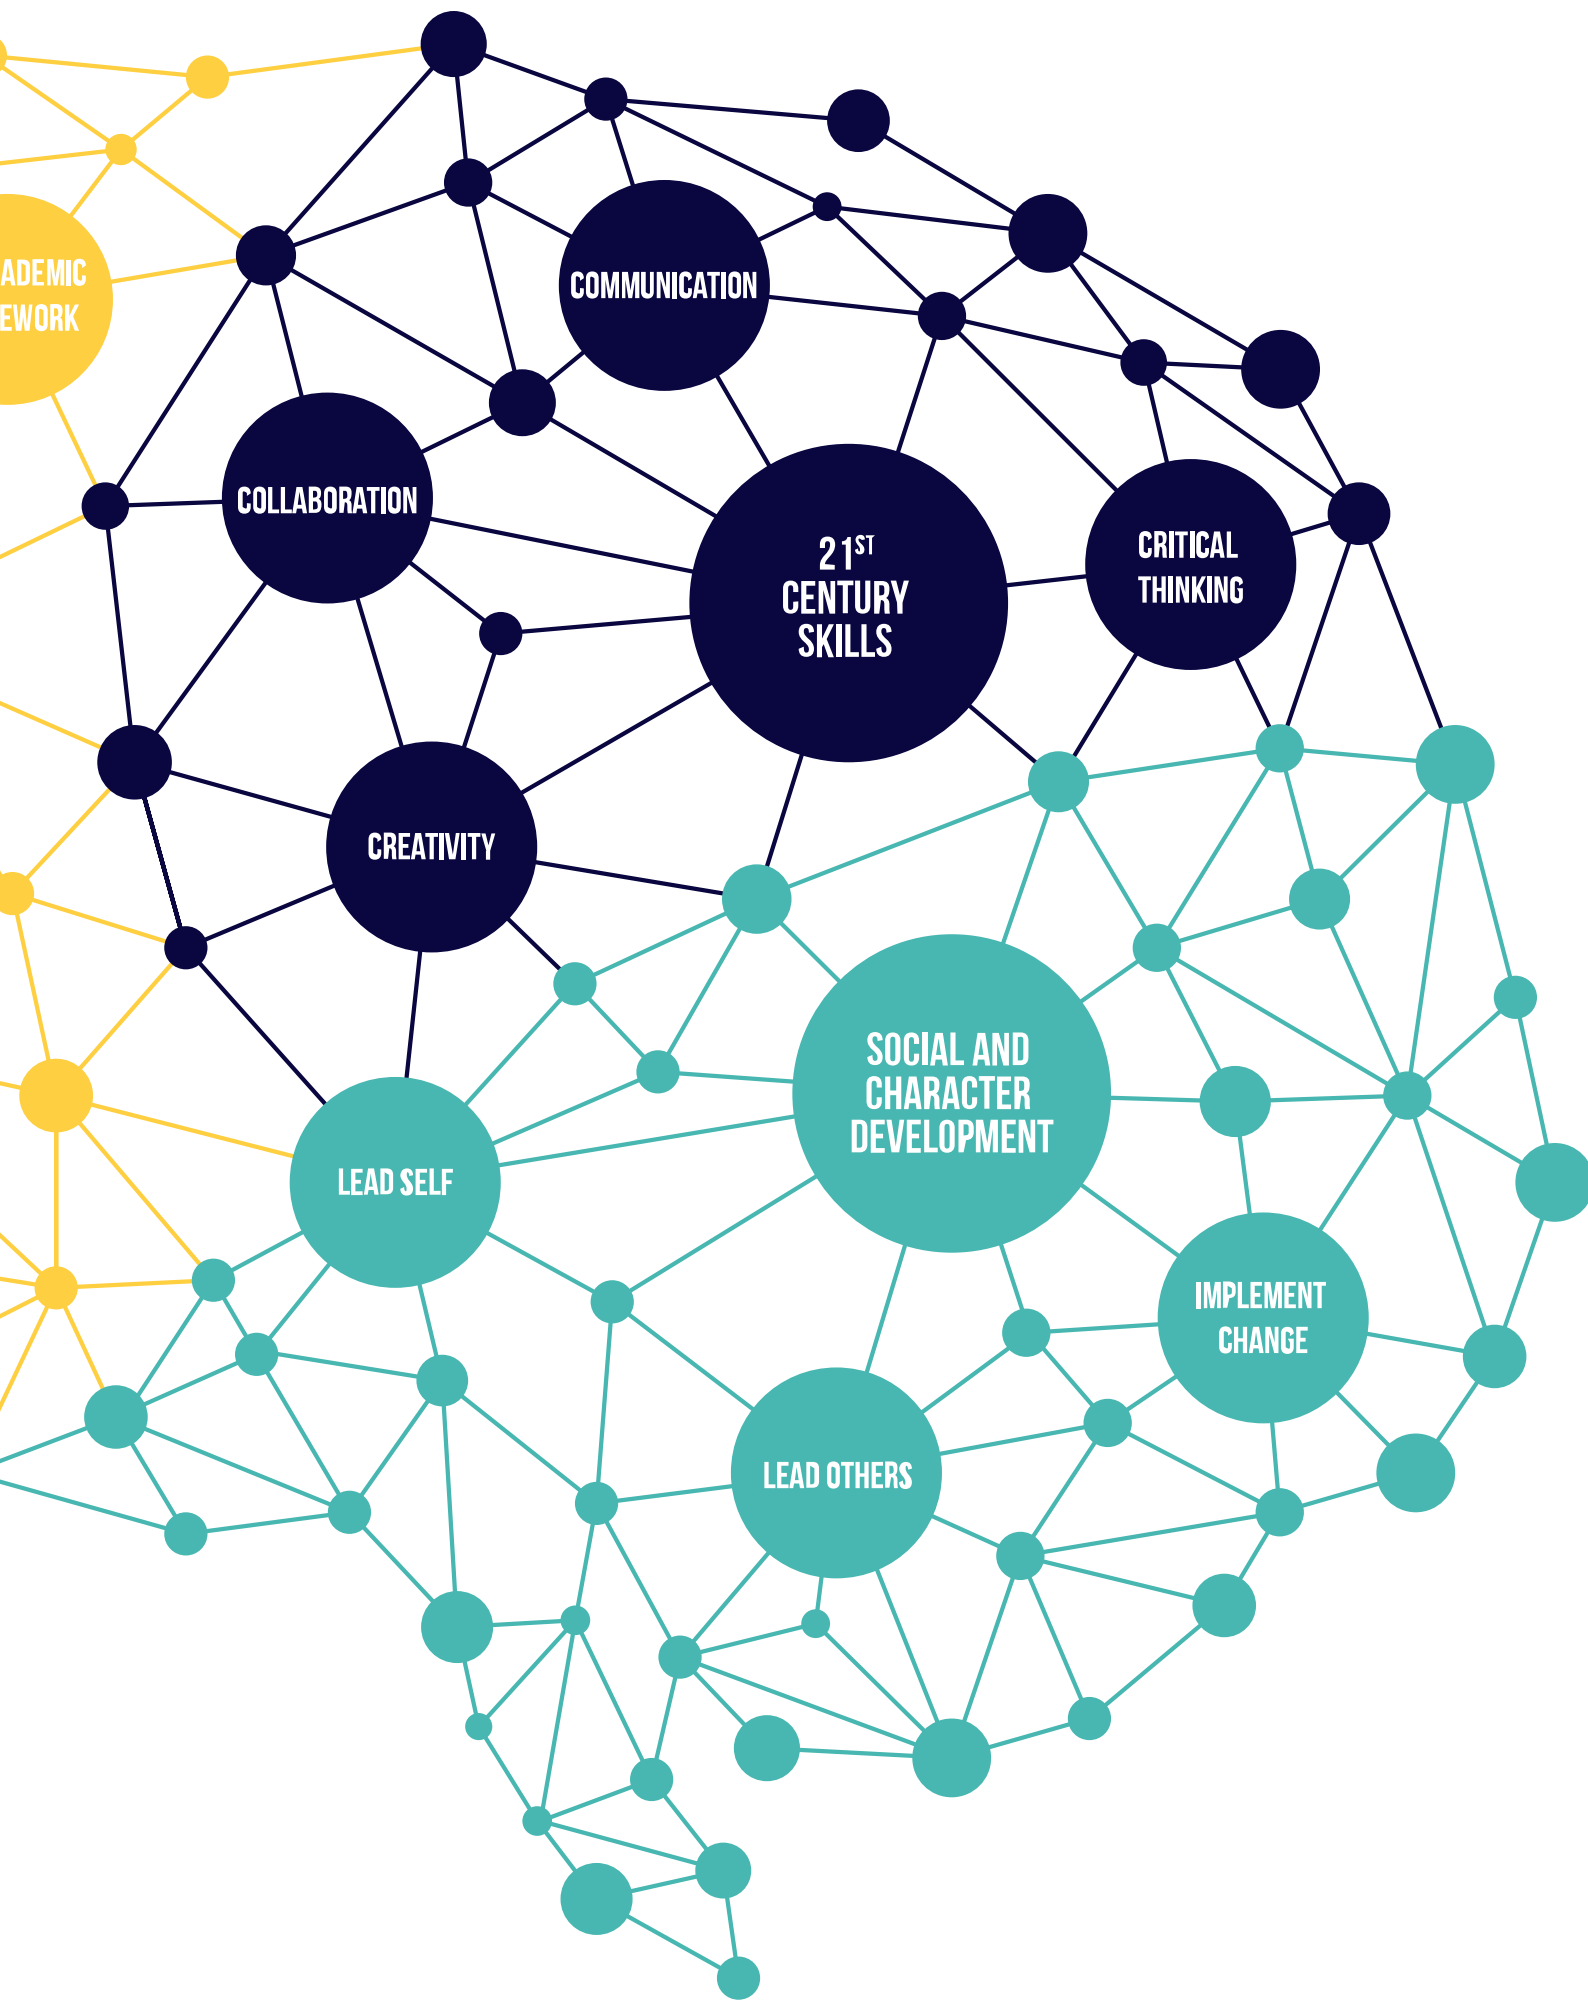 ADEMIC
EWORK
COMMUNICATION
COLLABORATION
21ST
CENTURY
SKILLS
CRITICAL
THINKING
CREATIVITY
SOCIAL AND
CHARACTER
DEVELOPMENT
LEAD SELF
IMPLEMENT
CHANGE
LEAD OTHERS